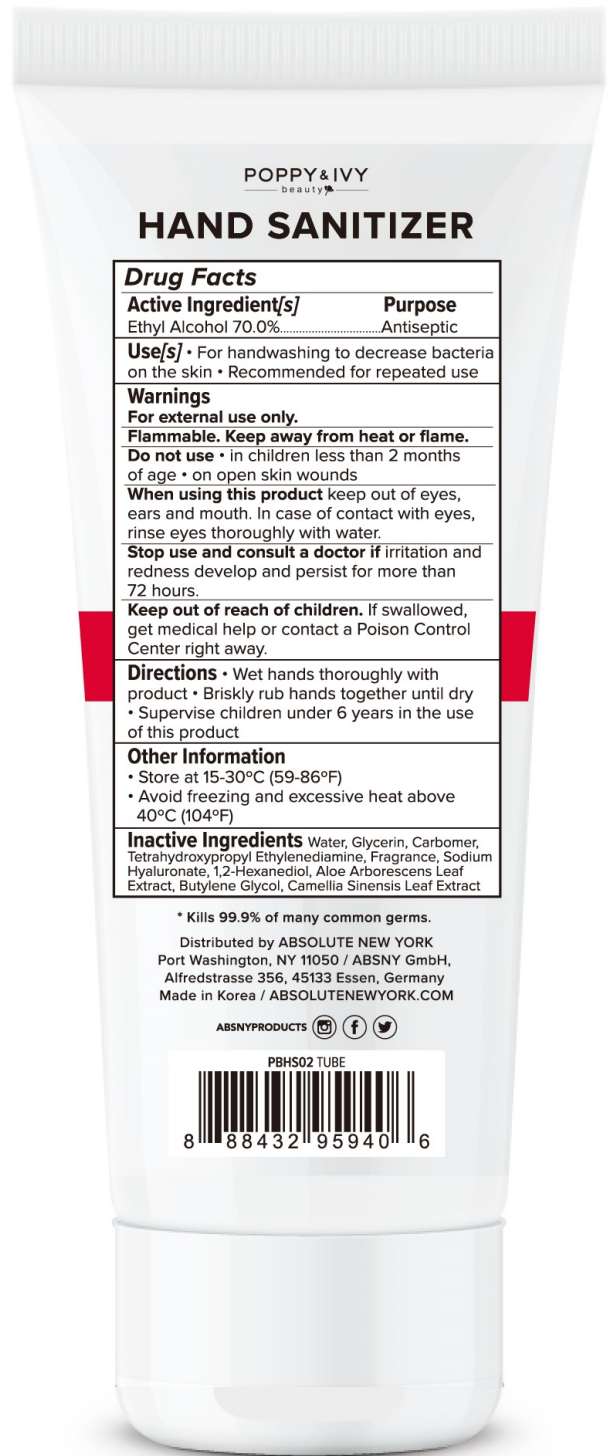 POPPY & IVY
beauty
HAND SANITIZER
Drug Facts
Active Ingredient[s] Purpose
Ethyl Alcohol 70.0%..............................Antiseptic
Use[s] • For handwashing to decrease bacteria
on the skin • Recommended for repeated use
Warnings
For external use only.
Flammable. Keep away from heat or flame.
Do not use • in children less than 2 months
of age • on open skin wounds
When using this product keep out of eyes,
ears and mouth. In case of contact with eyes,
rinse eyes thoroughly with water.
Stop use and consult a doctor if irritation and
redness develop and persist for more than
72 hours.
Keep out of reach of children. If swallowed,
get medical help or contact a Poison Control
Center right away.
Directions • Wet hands thoroughly with
product • Briskly rub hands together until dry
• Supervise children under 6 years in the use
of this product
Other Information
• Store at 15-30ºC (59-86ºF)
• Avoid freezing and excessive heat above
40ºC (104ºF)
Inactive Ingredients Water, Glycerin, Carbomer,
Tetrahydroxypropyl Ethylenediamine, Fragrance, Sodium
Hyaluronate, 1,2-Hexanediol, Aloe Arborescens Leaf
Extract, Butylene Glycol, Camellia Sinensis Leaf Extract
* Kills 99.9% of many common germs.
Distributed by ABSOLUTE NEW YORK
Port Washington, NY 11050 / ABSNY GmbH,
Alfredstrasse 356, 45133 Essen, Germany
Made in Korea / ABSOLUTENEWYORK.COM
ABSNYPRODUCTS
PBHS02 TUBE
8 88432 95940 6